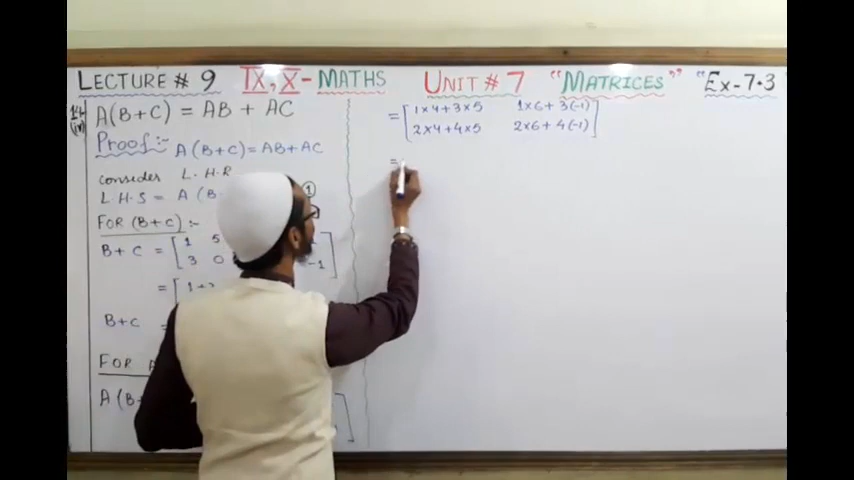 LECTURE # 9 IX, X - MATHS UNIT # 7 "MATRICES" "Ex-7.3
14 (iv) A(B+C) = AB + AC
Proof:- A(B+C) = AB + AC
consider L.H.R
L.H.S = A (B- ①
FOR (B+C) :-
B+C = [ 1 5
3 0 -1 ]
= [ 1+
B+C =
FOR A
A (B+
= [ 1×4+3×5 1×6+3(-1)
2×4+4×5 2×6+4(-1) ]
=